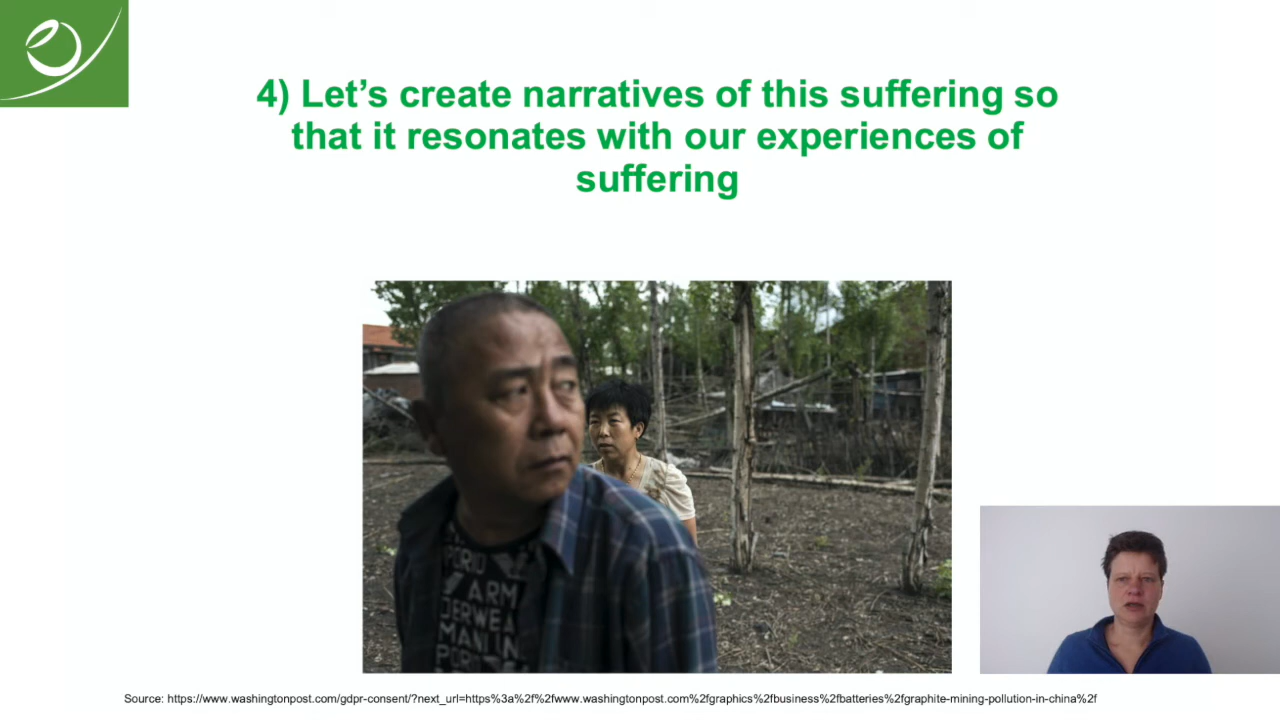 4) Let’s create narratives of this suffering so
that it resonates with our experiences of
suffering
ARM
MANI
Source: https://www.washingtonpost.com/gdpr-consent/?next_url=https%3a%2f%2fwww.washingtonpost.com%2fgraphics%2fbusiness%2fbatteries%2fgraphite-mining-pollution-in-china%2f